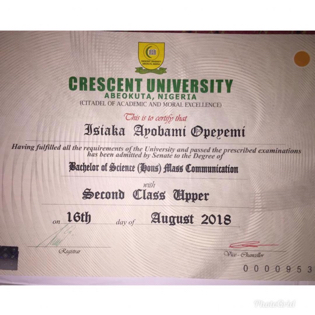 CRESCENT UNIVERSITY
ABEOKUTA, NIGERIA
(CITADEL OF ACADEMIC AND MORAL EXCELLENCE)
This is to certify that
Isiaka Ayobami Opeyemi
Having fulfilled all the requirements of the University and passed the prescribed examinations
has been admitted by Senate to the Degree of
Bachelor of Science (Hons) Mass Communication
with
Second Class Upper
on 16th day of August 2018
Registrar Vice - Chancellor
0000953
PhotoGrid